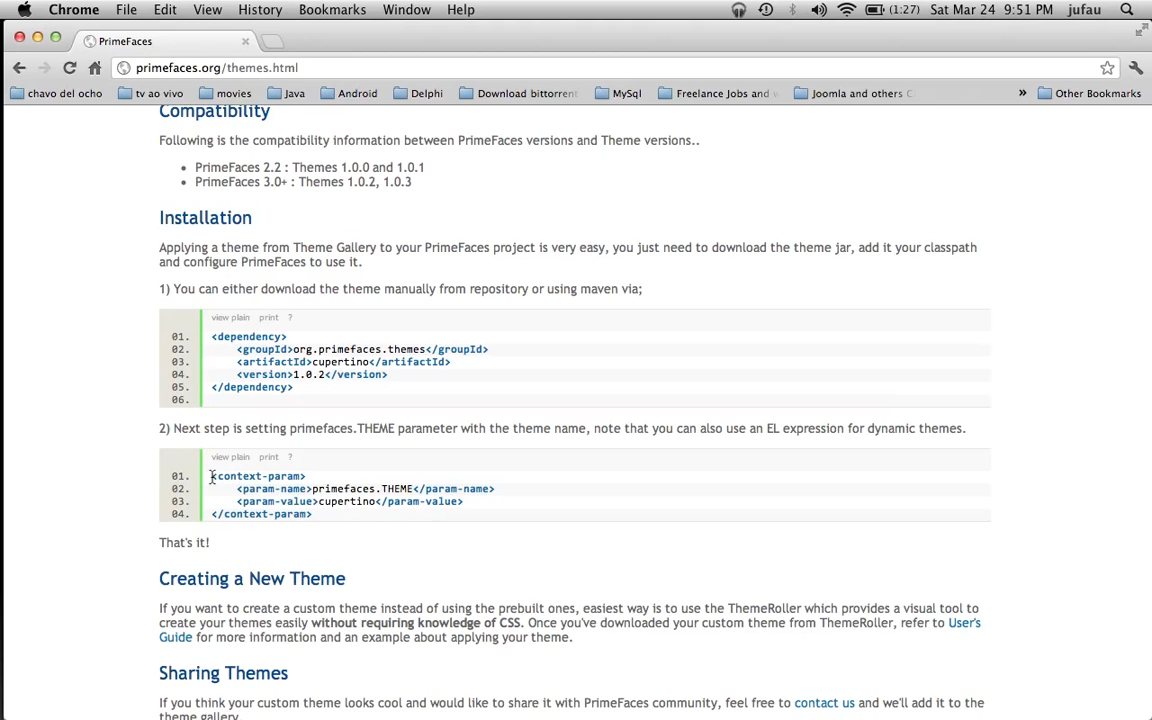 Chrome File Edit View History Bookmarks Window Help (1:27) Sat Mar 24 9:51 PM jufau
PrimeFaces
primefaces.org/themes.html
chavo del ocho tv ao vivo movies Java Android Delphi Download bittorrent MySql Freelance Jobs and Joomla and others » Other Bookmarks
Compatibility
Following is the compatibility information between PrimeFaces versions and Theme versions..
• PrimeFaces 2.2 : Themes 1.0.0 and 1.0.1
• PrimeFaces 3.0+ : Themes 1.0.2, 1.0.3
Installation
Applying a theme from Theme Gallery to your PrimeFaces project is very easy, you just need to download the theme jar, add it your classpath
and configure PrimeFaces to use it.
1) You can either download the theme manually from repository or using maven via;
view plain print ?
01. <dependency>
02. <groupId>org.primefaces.themes</groupId>
03. <artifactId>cupertino</artifactId>
04. <version>1.0.2</version>
05. </dependency>
06.
2) Next step is setting primefaces.THEME parameter with the theme name, note that you can also use an EL expression for dynamic themes.
view plain print ?
01. <context-param>
02. <param-name>primefaces.THEME</param-name>
03. <param-value>cupertino</param-value>
04. </context-param>
That's it!
Creating a New Theme
If you want to create a custom theme instead of using the prebuilt ones, easiest way is to use the ThemeRoller which provides a visual tool to
create your themes easily without requiring knowledge of CSS. Once you've downloaded your custom theme from ThemeRoller, refer to User's
Guide for more information and an example about applying your theme.
Sharing Themes
If you think your custom theme looks cool and would like to share it with PrimeFaces community, feel free to contact us and we'll add it to the
theme gallery.